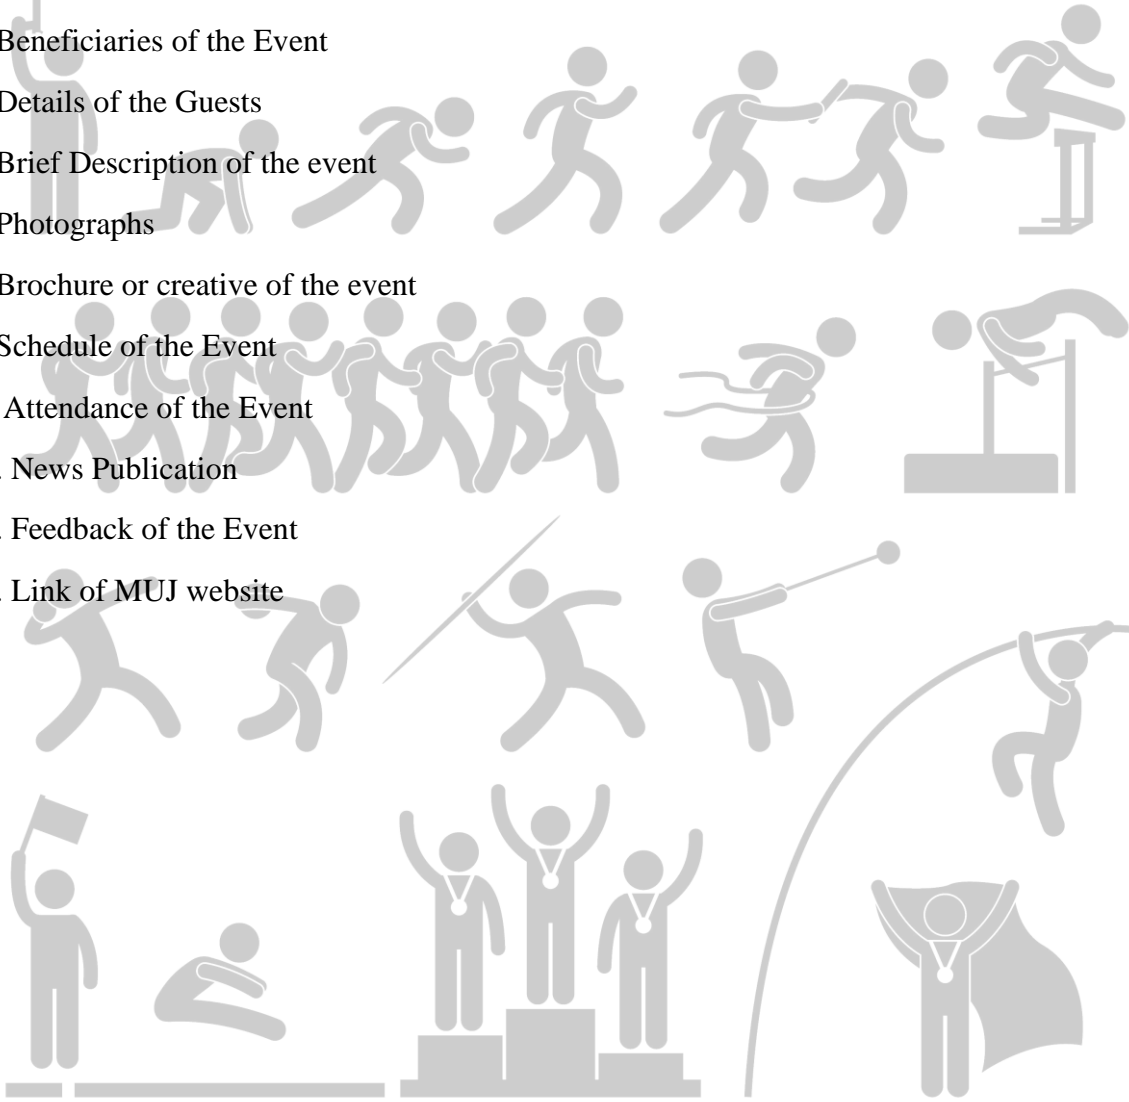 Beneficiaries of the Event
Details of the Guests
Brief Description of the event
Photographs
Brochure or creative of the event
Schedule of the Event
Attendance of the Event
. News Publication
. Feedback of the Event
. Link of MUJ website